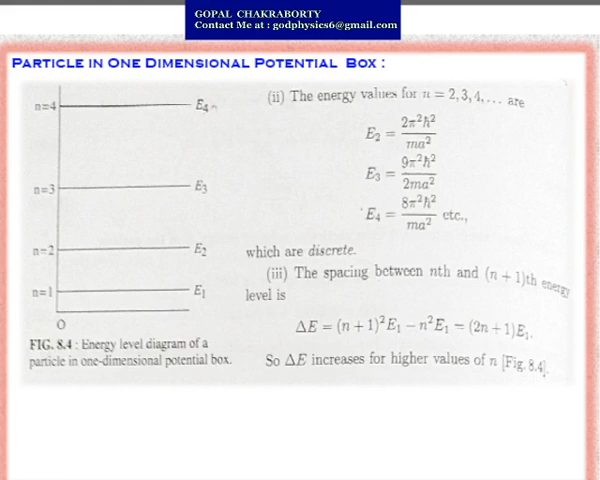 GOPAL CHAKRABORTY
Contact Me at : godphysics6@gmail.com
PARTICLE IN ONE DIMENSIONAL POTENTIAL BOX :
n=4 E₄
n=3 E₃
n=2 E₂
n=1 E₁
O
FIG. 8.4 : Energy level diagram of a
particle in one-dimensional potential box.
(ii) The energy values for n = 2, 3, 4, . . . are
E₂ = 2π²ħ²/ma²
E₃ = 9π²ħ²/2ma²
E₄ = 8π²ħ²/ma² etc.,
which are discrete.
(iii) The spacing between nth and (n + 1)th energy
level is
ΔE = (n + 1)²E₁ − n²E₁ = (2n + 1)E₁.
So ΔE increases for higher values of n [Fig. 8.4].